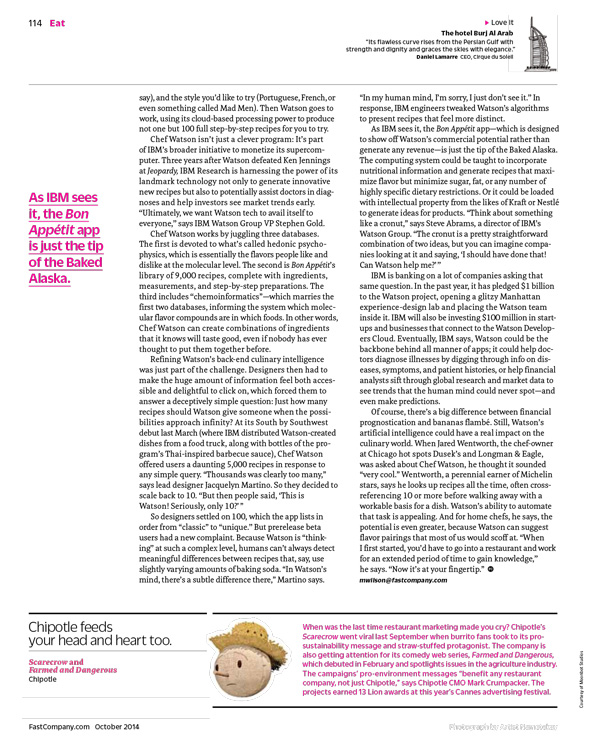 114 Eat
▶ Love it
The hotel Burj Al Arab
"Its flawless curve rises from the Persian Gulf with
strength and dignity and graces the skies with elegance."
Daniel Lamarre CEO, Cirque du Soleil
As IBM sees
it, the Bon
Appétit app
is just the tip
of the Baked
Alaska.
say), and the style you'd like to try (Portuguese, French, or
even something called Mad Men). Then Watson goes to
work, using its cloud-based processing power to produce
not one but 100 full step-by-step recipes for you to try.
Chef Watson isn't just a clever program: It's part
of IBM's broader initiative to monetize its supercom-
puter. Three years after Watson defeated Ken Jennings
at Jeopardy, IBM Research is harnessing the power of its
landmark technology not only to generate innovative
new recipes but also to potentially assist doctors in diag-
noses and help investors see market trends early.
"Ultimately, we want Watson tech to avail itself to
everyone," says IBM Watson Group VP Stephen Gold.
Chef Watson works by juggling three databases.
The first is devoted to what's called hedonic psycho-
physics, which is essentially the flavors people like and
dislike at the molecular level. The second is Bon Appétit's
library of 9,000 recipes, complete with ingredients,
measurements, and step-by-step preparations. The
third includes "chemoinformatics"—which marries the
first two databases, informing the system which molec-
ular flavor compounds are in which foods. In other words,
Chef Watson can create combinations of ingredients
that it knows will taste good, even if nobody has ever
thought to put them together before.
Refining Watson's back-end culinary intelligence
was just part of the challenge. Designers then had to
make the huge amount of information feel both acces-
sible and delightful to click on, which forced them to
answer a deceptively simple question: Just how many
recipes should Watson give someone when the possi-
bilities approach infinity? At its South by Southwest
debut last March (where IBM distributed Watson-created
dishes from a food truck, along with bottles of the pro-
gram's Thai-inspired barbecue sauce), Chef Watson
offered users a daunting 5,000 recipes in response to
any simple query. "Thousands was clearly too many,"
says lead designer Jacquelyn Martino. So they decided to
scale back to 10. "But then people said, 'This is
Watson! Seriously, only 10?' "
So designers settled on 100, which the app lists in
order from "classic" to "unique." But prerelease beta
users had a new complaint. Because Watson is "think-
ing" at such a complex level, humans can't always detect
meaningful differences between recipes that, say, use
slightly varying amounts of baking soda. "In Watson's
mind, there's a subtle difference there," Martino says.
"In my human mind, I'm sorry, I just don't see it." In
response, IBM engineers tweaked Watson's algorithms
to present recipes that feel more distinct.
As IBM sees it, the Bon Appétit app—which is designed
to show off Watson's commercial potential rather than
generate any revenue—is just the tip of the Baked Alaska.
The computing system could be taught to incorporate
nutritional information and generate recipes that maxi-
mize flavor but minimize sugar, fat, or any number of
highly specific dietary restrictions. Or it could be loaded
with intellectual property from the likes of Kraft or Nestlé
to generate ideas for products. "Think about something
like a cronut," says Steve Abrams, a director of IBM's
Watson Group. "The cronut is a pretty straightforward
combination of two ideas, but you can imagine compa-
nies looking at it and saying, 'I should have done that!
Can Watson help me?' "
IBM is banking on a lot of companies asking that
same question. In the past year, it has pledged $1 billion
to the Watson project, opening a glitzy Manhattan
experience-design lab and placing the Watson team
inside it. IBM will also be investing $100 million in start-
ups and businesses that connect to the Watson Develop-
ers Cloud. Eventually, IBM says, Watson could be the
backbone behind all manner of apps; it could help doc-
tors diagnose illnesses by digging through info on dis-
eases, symptoms, and patient histories, or help financial
analysts sift through global research and market data to
see trends that the human mind could never spot—and
even make predictions.
Of course, there's a big difference between financial
prognostication and bananas flambé. Still, Watson's
artificial intelligence could have a real impact on the
culinary world. When Jared Wentworth, the chef-owner
at Chicago hot spots Dusek's and Longman & Eagle,
was asked about Chef Watson, he thought it sounded
"very cool." Wentworth, a perennial earner of Michelin
stars, says he looks up recipes all the time, often cross-
referencing 10 or more before walking away with a
workable basis for a dish. Watson's ability to automate
that task is appealing. And for home chefs, he says, the
potential is even greater, because Watson can suggest
flavor pairings that most of us would scoff at. "When
I first started, you'd have to go into a restaurant and work
for an extended period of time to gain knowledge,"
he says. "Now it's at your fingertip."
mwilson@fastcompany.com
Chipotle feeds
your head and heart too.
Scarecrow and
Farmed and Dangerous
Chipotle
When was the last time restaurant marketing made you cry? Chipotle's
Scarecrow went viral last September when burrito fans took to its pro-
sustainability message and straw-stuffed protagonist. The company is
also getting attention for its comedy web series, Farmed and Dangerous,
which debuted in February and spotlights issues in the agriculture industry.
The campaigns' pro-environment messages "benefit any restaurant
company, not just Chipotle," says Chipotle CMO Mark Crumpacker. The
projects earned 13 Lion awards at this year's Cannes advertising festival.
Courtesy of Moonbot Studios
FastCompany.com October 2014
Photograph by Artist Namehere